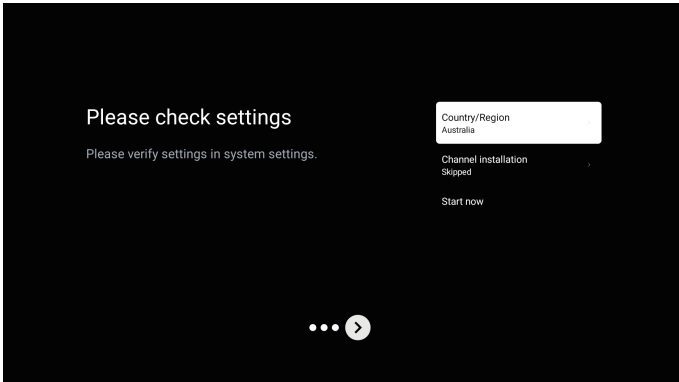 Please check settings
Please verify settings in system settings.
Country/Region
Australia
Channel installation
Skipped
Start now